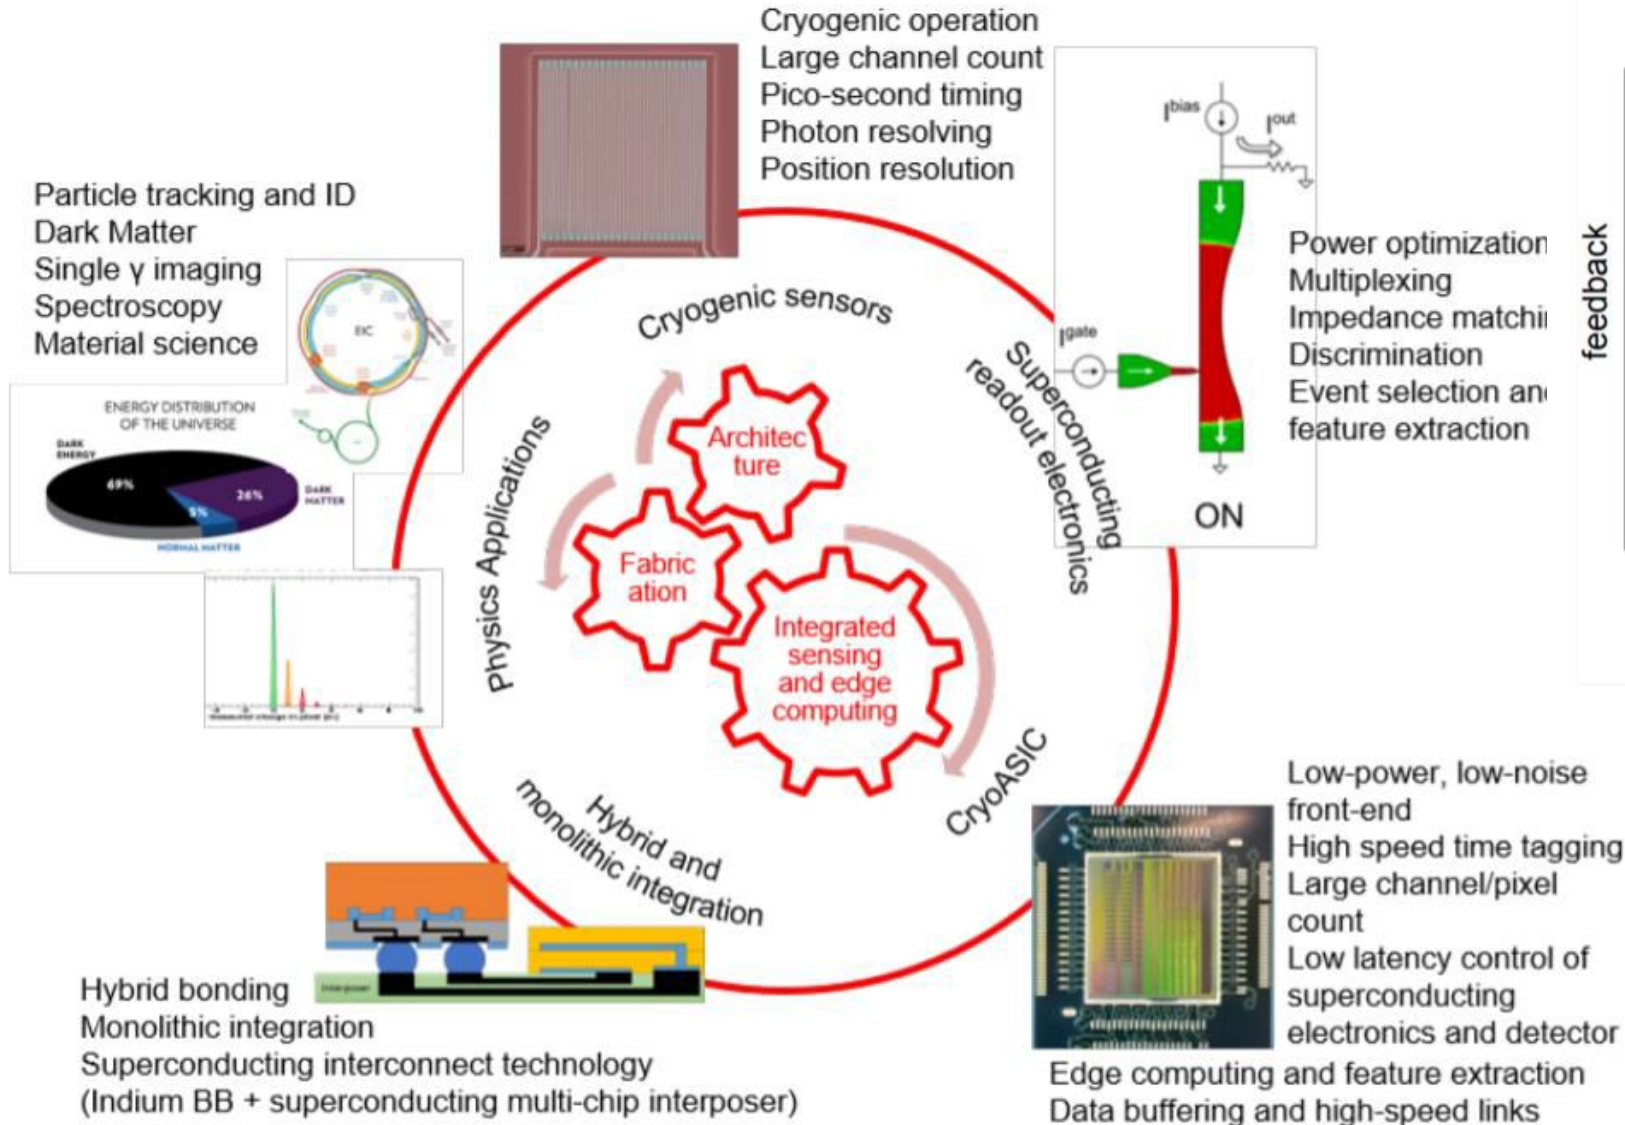 Cryogenic operation
Large channel count
Pico-second timing
Photon resolving
Position resolution
Particle tracking and ID
Dark Matter
Single γ imaging
Spectroscopy
Material science
EIC
ENERGY DISTRIBUTION
OF THE UNIVERSE
DARK
ENERGY
69%
26%
5%
DARK
MATTER
NORMAL MATTER
Ibias
Iout
Igate
ON
Power optimization
Multiplexing
Impedance matchi
Discrimination
Event selection an
feature extraction
feedback
Cryogenic sensors
Superconducting
readout electronics
Physics Applications
Architec
ture
Fabric
ation
Integrated
sensing
and edge
computing
CryoASIC
Hybrid and
monolithic integration
Interposer
Hybrid bonding
Monolithic integration
Superconducting interconnect technology
(Indium BB + superconducting multi-chip interposer)
Low-power, low-noise
front-end
High speed time tagging
Large channel/pixel
count
Low latency control of
superconducting
electronics and detector
Edge computing and feature extraction
Data buffering and high-speed links